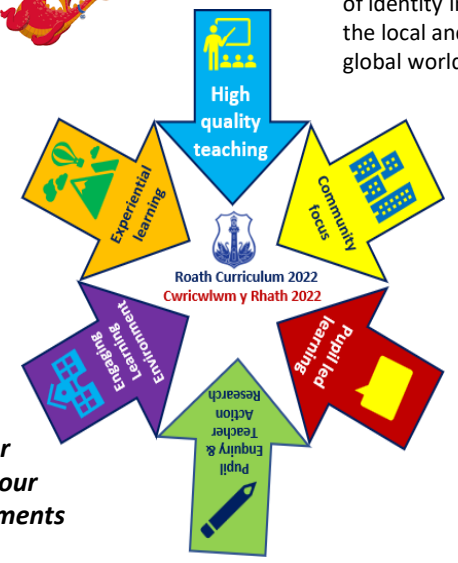 of identity i
the local and
global world
High
quality
teaching
Community
focus
Pupil led
learning
Pupil
Enquiry &
Teacher
Action
Research
Engaging
Learning
Environment
Experiential
learning
Roath Curriculum 2022
Cwricwlwm y Rhath 2022
r
our
ments